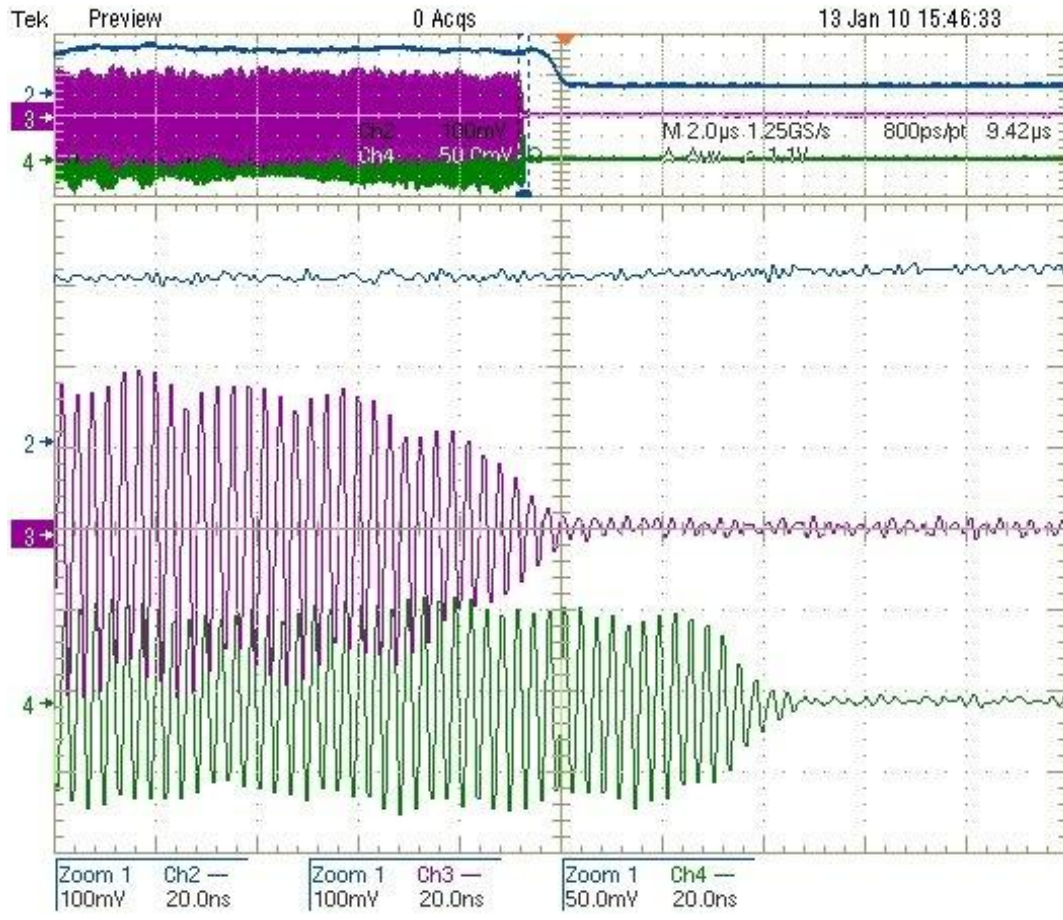 Tek Preview 0 Acqs 13 Jan 10 15:46:33
2
3
Ch2 100mV M 2.0µs 1.25GS/s 800ps/pt 9.42µs
4 Ch4 50.0mV 1.1V
2
3
4
Zoom 1 Ch2 Zoom 1 Ch3 Zoom 1 Ch4
100mV 20.0ns 100mV 20.0ns 50.0mV 20.0ns